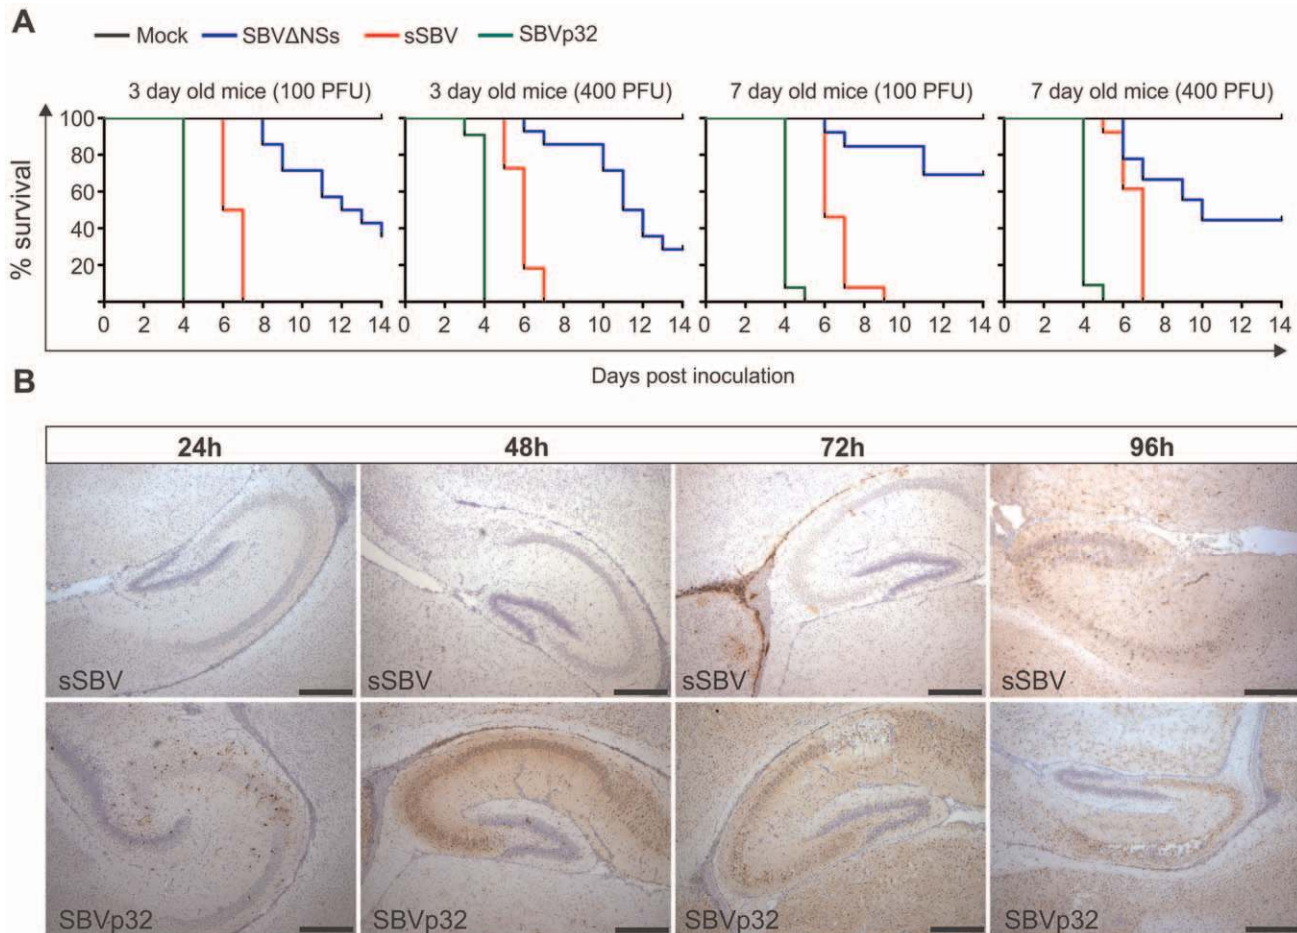 A
Mock SBVΔNSs sSBV SBVp32
3 day old mice (100 PFU) 3 day old mice (400 PFU) 7 day old mice (100 PFU) 7 day old mice (400 PFU)
% survival
100
80
60
40
20
0 2 4 6 8 10 12 14 0 2 4 6 8 10 12 14 0 2 4 6 8 10 12 14 0 2 4 6 8 10 12 14
Days post inoculation
B
24h 48h 72h 96h
sSBV sSBV sSBV sSBV
SBVp32 SBVp32 SBVp32 SBVp32